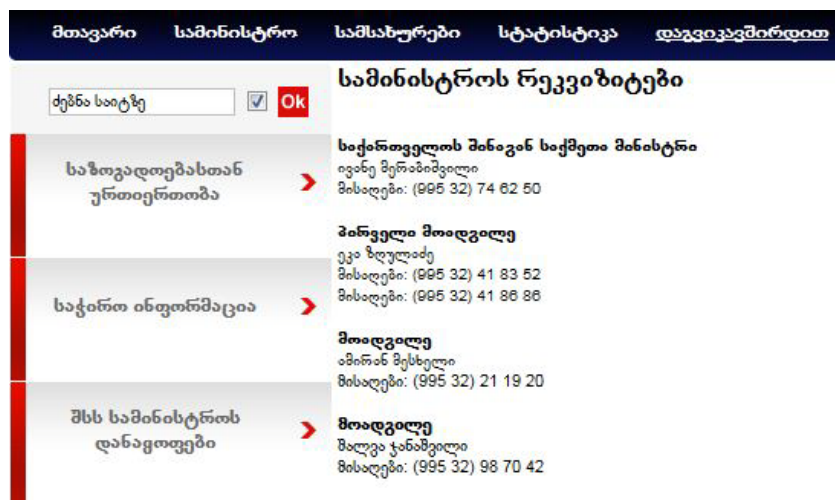 მთავარი სამინისტრო სამსახურები სტატისტიკა დაგვიკავშირდით
ძებნა საიტზე Ok
საზოგადოებასთან
ურთიერთობა
საჭირო ინფორმაცია
შსს სამინისტროს
დანაყოფები
სამინისტროს რეკვიზიტები
საქართველოს შინაგან საქმეთა მინისტრი
ივანე მერაბიშვილი
მისაღები: (995 32) 74 62 50
პირველი მოადგილე
ეკა ზღულაძე
მისაღები: (995 32) 41 83 52
მისაღები: (995 32) 41 86 86
მოადგილე
ამირან მესხელი
მისაღები: (995 32) 21 19 20
მოადგილე
შალვა ჯანაშვილი
მისაღები: (995 32) 98 70 42